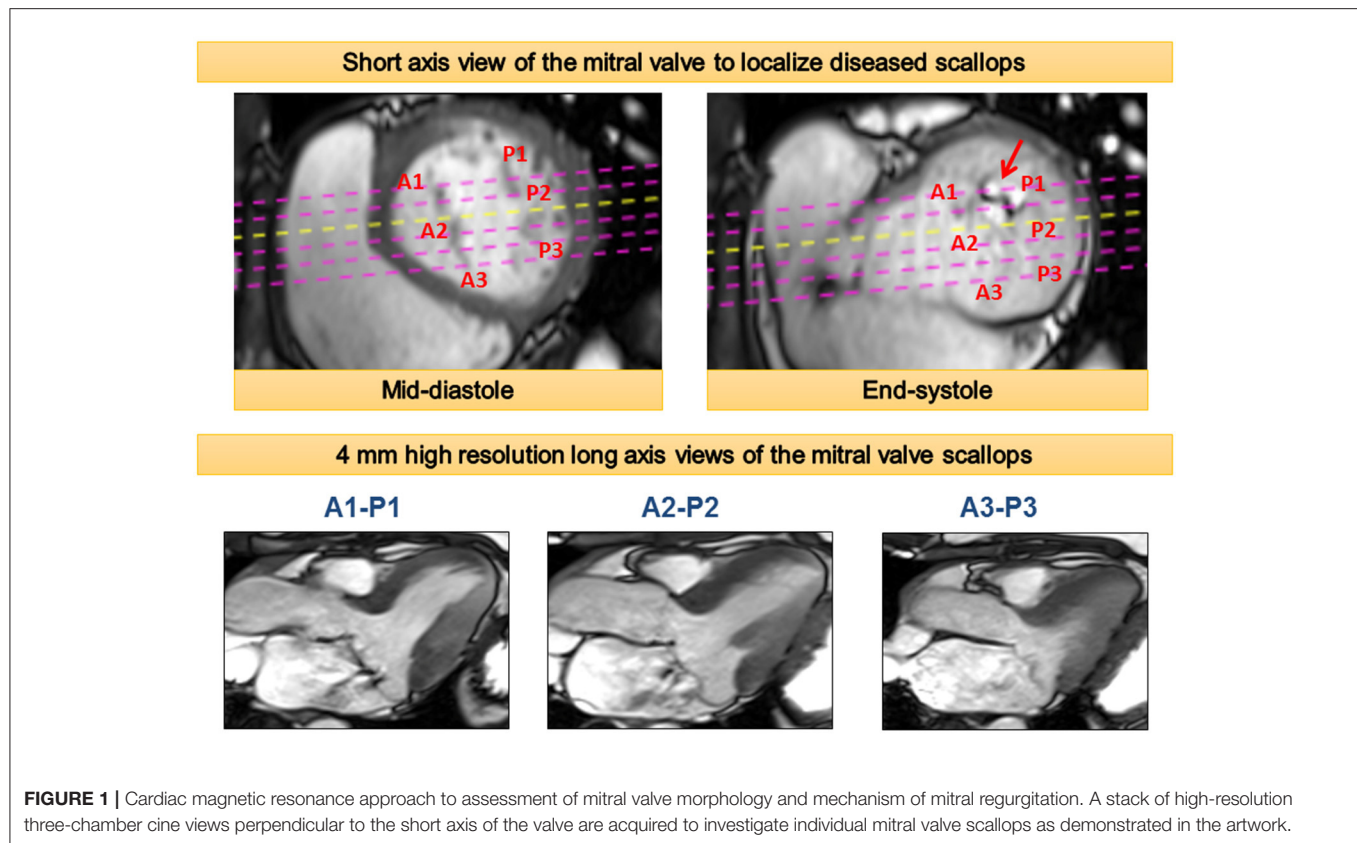 Short axis view of the mitral valve to localize diseased scallops
A1
P1
P2
A2
P3
A3
A1
P1
A2
P2
P3
A3
Mid-diastole
End-systole
4 mm high resolution long axis views of the mitral valve scallops
A1-P1
A2-P2
A3-P3
FIGURE 1 | Cardiac magnetic resonance approach to assessment of mitral valve morphology and mechanism of mitral regurgitation. A stack of high-resolution
three-chamber cine views perpendicular to the short axis of the valve are acquired to investigate individual mitral valve scallops as demonstrated in the artwork.